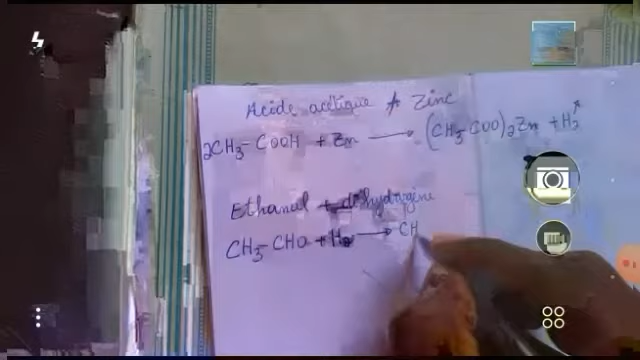 Acide acétique + Zinc
2CH₃-COOH + Zn → (CH₃-COO)₂Zn + H₂↑
Ethanal + dihydrogène
CH₃-CHO + H₂ → CH